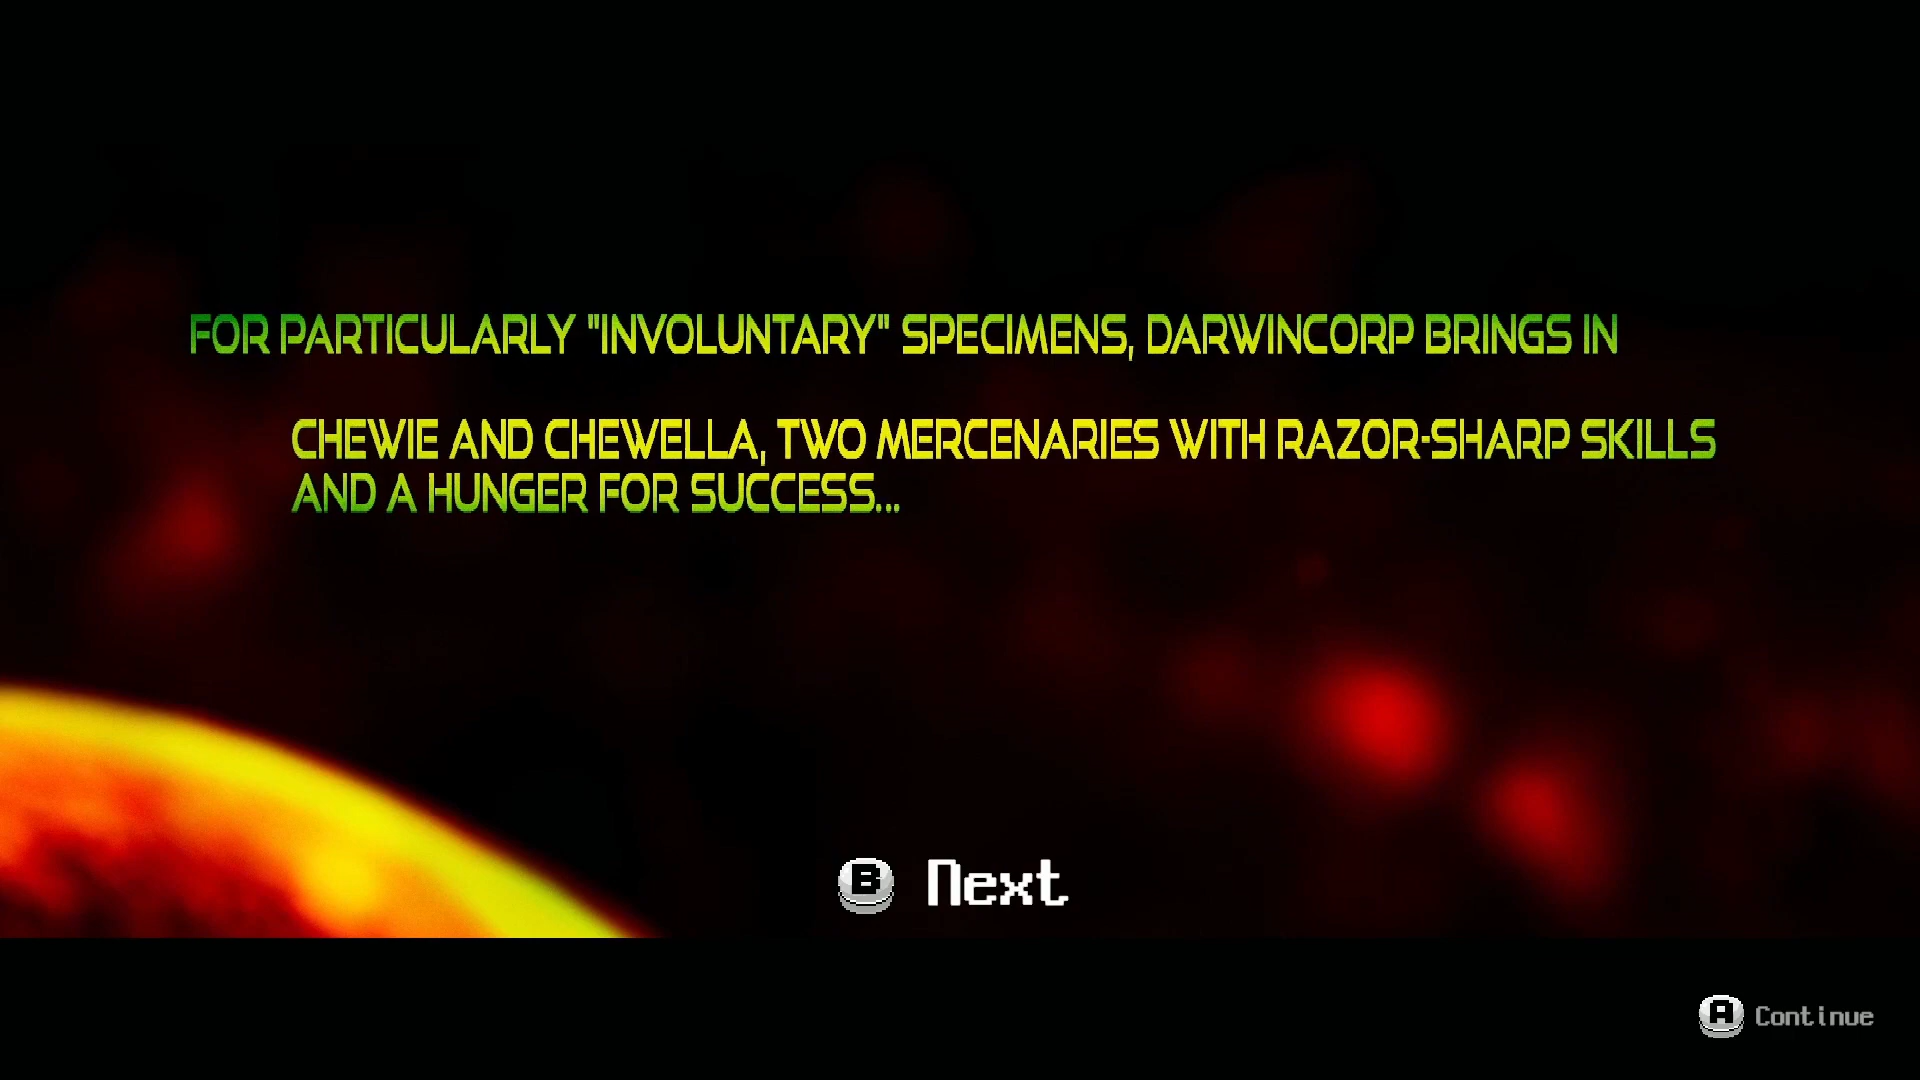 FOR PARTICULARLY "INVOLUNTARY" SPECIMENS, DARWINCORP BRINGS IN
CHEWIE AND CHEWELLA, TWO MERCENARIES WITH RAZOR-SHARP SKILLS
AND A HUNGER FOR SUCCESS...
B Next
A Continue